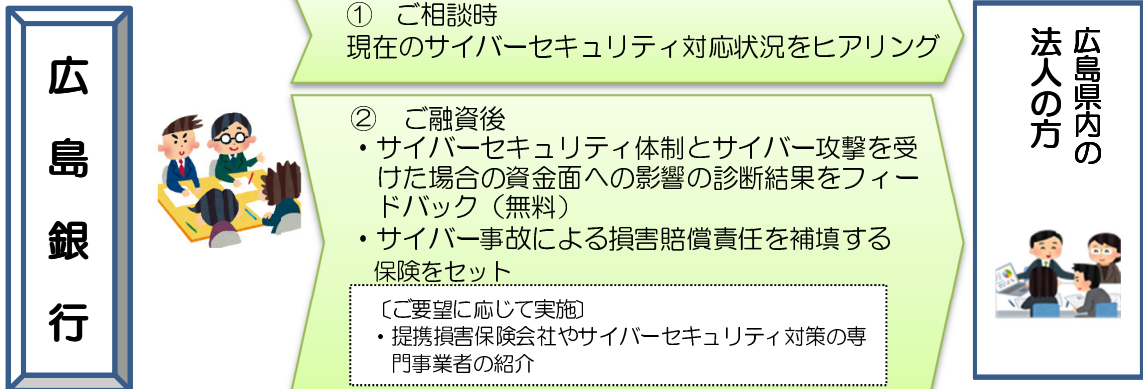 広島銀行
① ご相談時
現在のサイバーセキュリティ対応状況をヒアリング
② ご融資後
・サイバーセキュリティ体制とサイバー攻撃を受
けた場合の資金面への影響の診断結果をフィー
ドバック（無料）
・サイバー事故による損害賠償責任を補填する
保険をセット
〔ご要望に応じて実施〕
・提携損害保険会社やサイバーセキュリティ対策の専
門事業者の紹介
広島県内の
法人の方